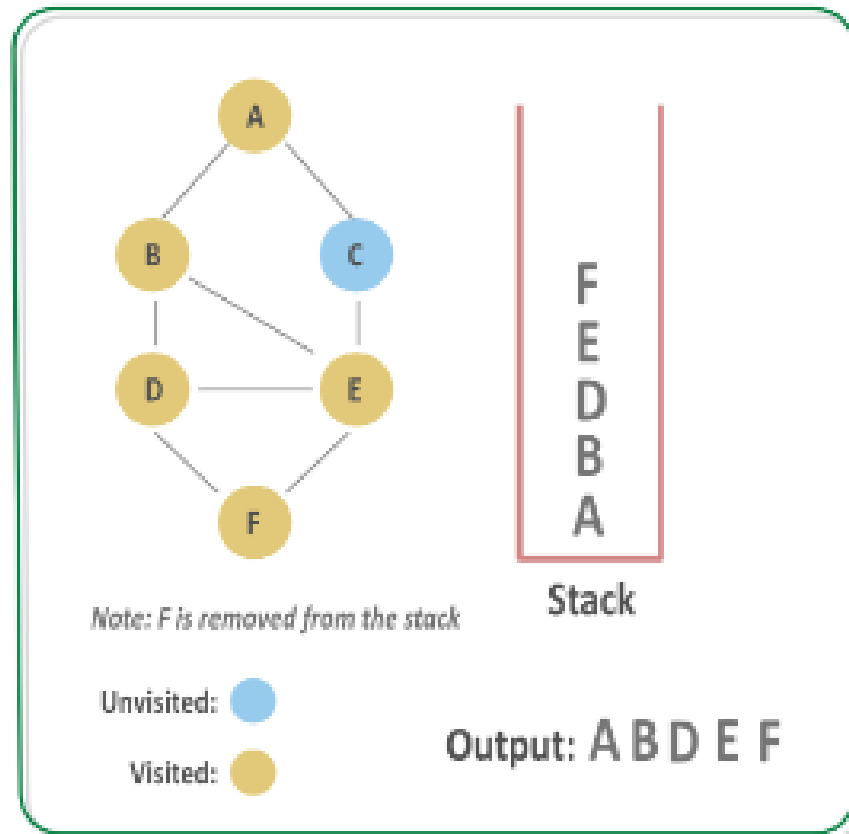 A
B
C
D
E
F
F
E
D
B
A
Stack
Note: F is removed from the stack
Unvisited:
Visited:
Output: A B D E F